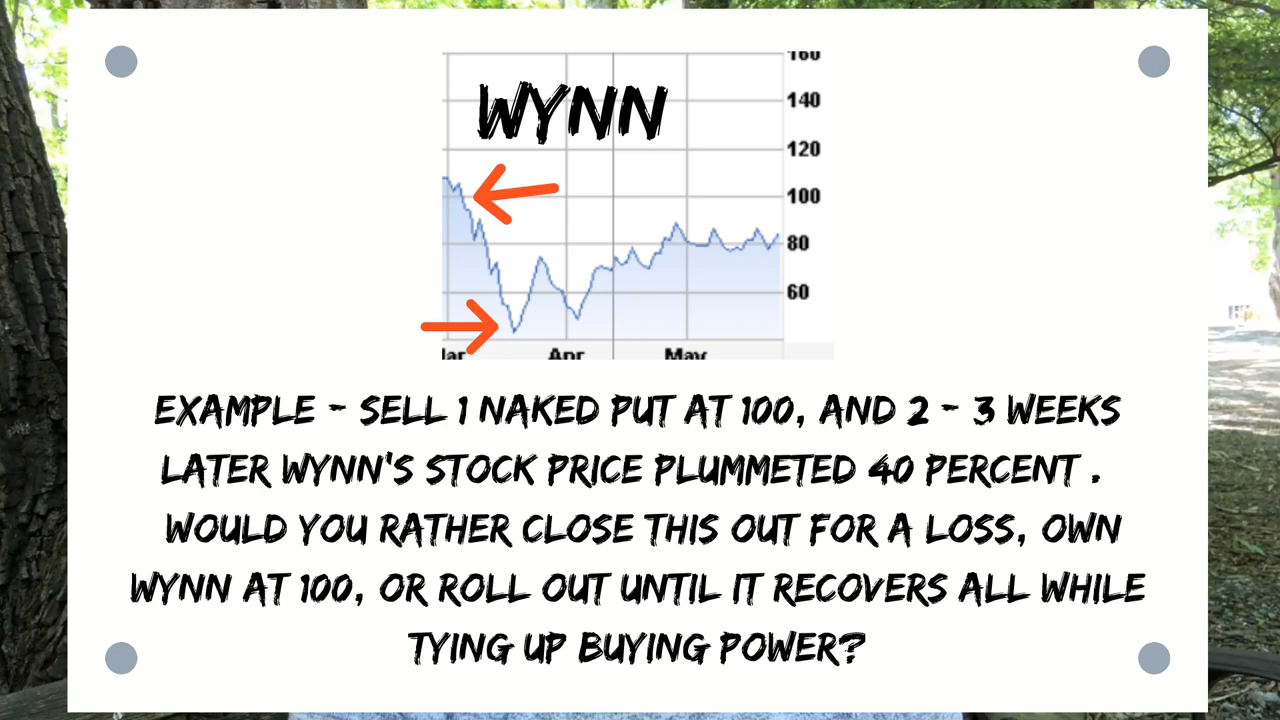 160
WYNN
140
120
100
80
60
Mar
Apr
May
EXAMPLE - SELL 1 NAKED PUT AT 100, AND 2 - 3 WEEKS
LATER WYNN'S STOCK PRICE PLUMMETED 40 PERCENT .
WOULD YOU RATHER CLOSE THIS OUT FOR A LOSS, OWN
WYNN AT 100, OR ROLL OUT UNTIL IT RECOVERS ALL WHILE
TYING UP BUYING POWER?